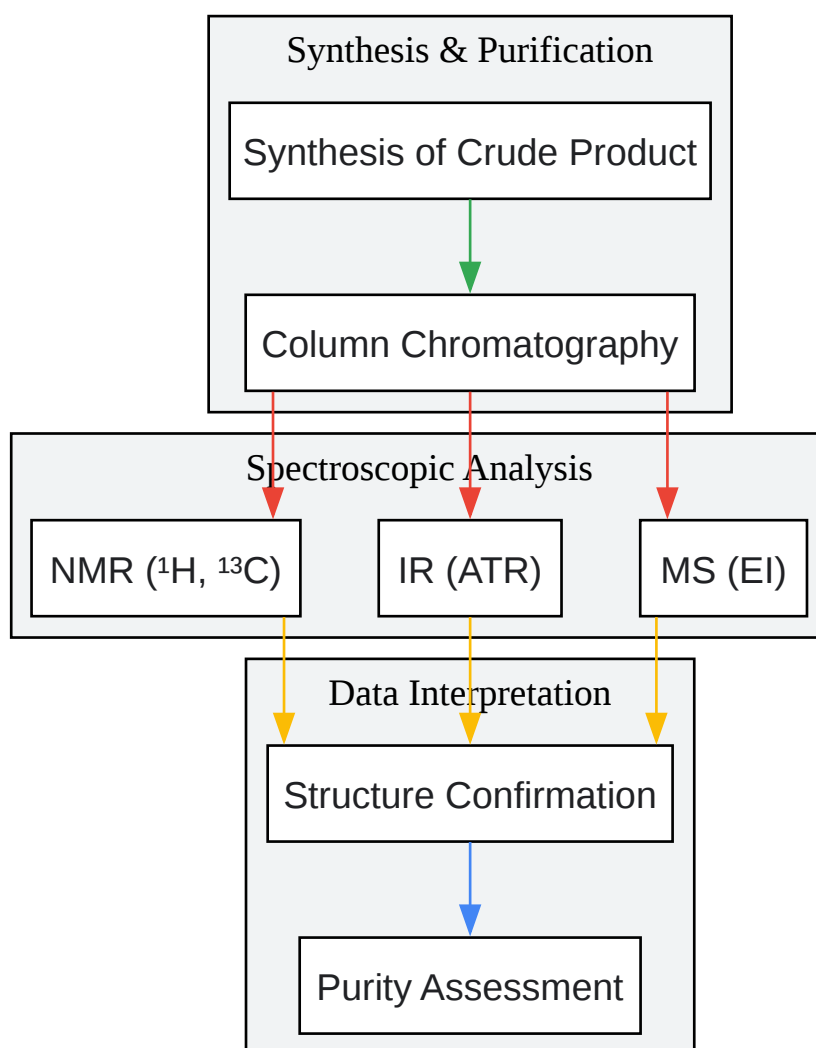 Synthesis & Purification
Synthesis of Crude Product
Column Chromatography
Spectroscopic Analysis
NMR (¹H, ¹³C)
IR (ATR)
MS (EI)
Data Interpretation
Structure Confirmation
Purity Assessment